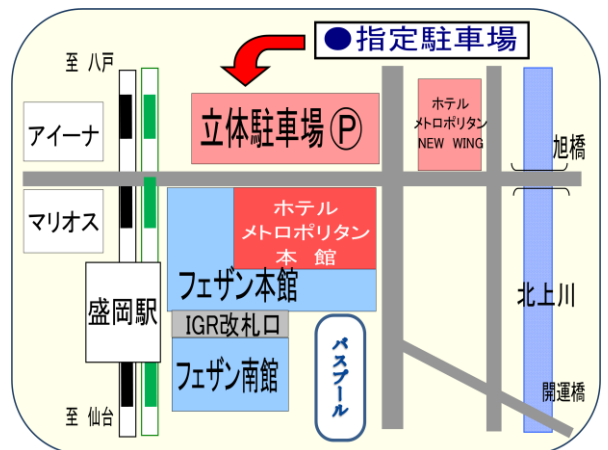 ●指定駐車場
至 八戸
立体駐車場Ⓟ
ホテル
メトロポリタン
NEW WING
アイーナ
旭橋
マリオス
ホテル
メトロポリタン
本 館
フェザン本館
北上川
盛岡駅
IGR改札口
バスプール
フェザン南館
開運橋
至 仙台